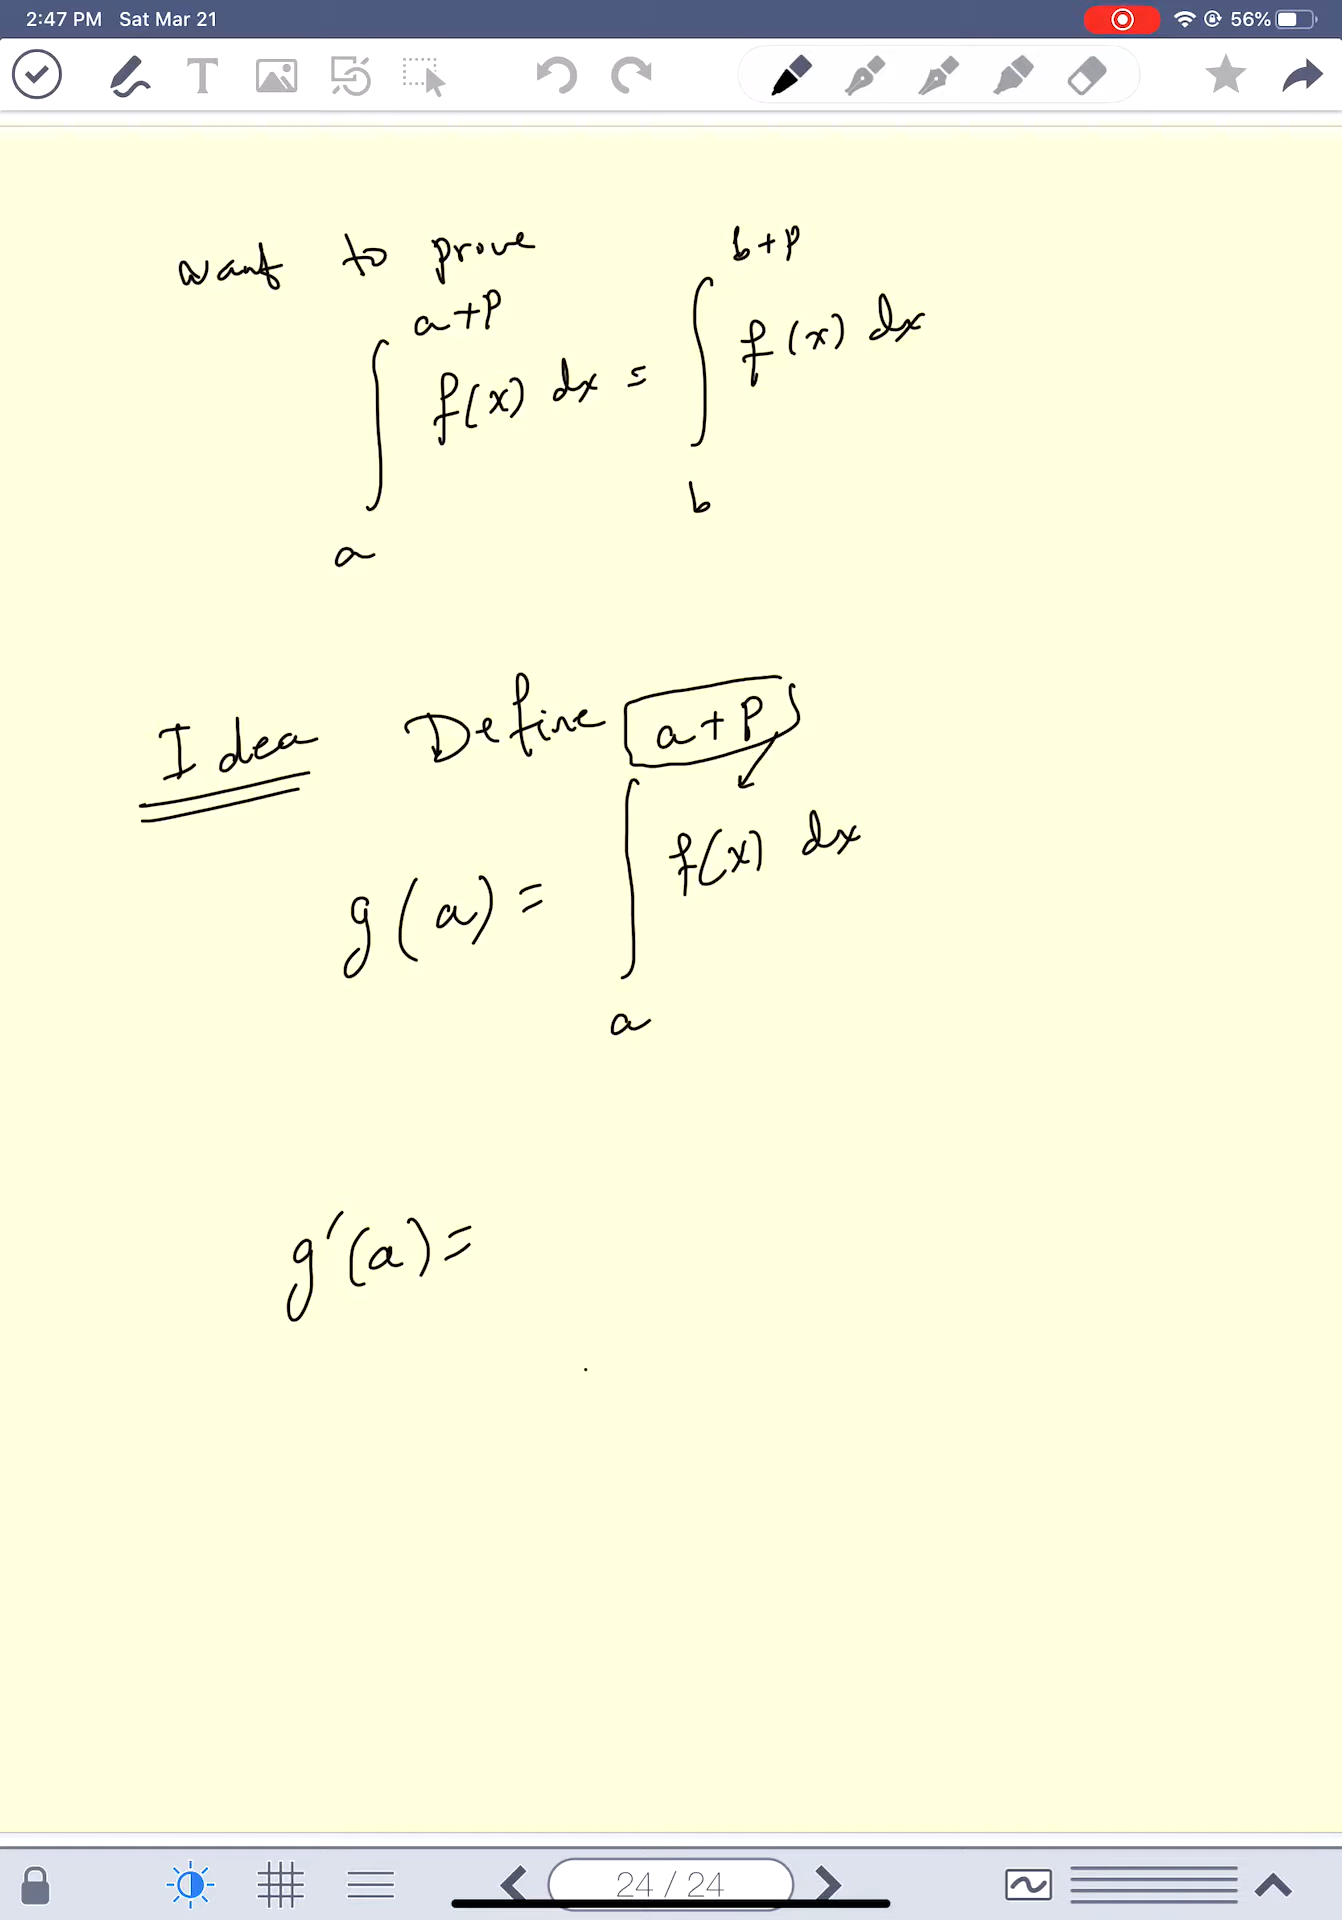 2:47 PM Sat Mar 21 56%
T
want to prove
a+P b+P
∫ f(x) dx = ∫ f(x) dx
a b
Idea Define a+P
g(a) = ∫ f(x) dx
a
g'(a) =
24 / 24